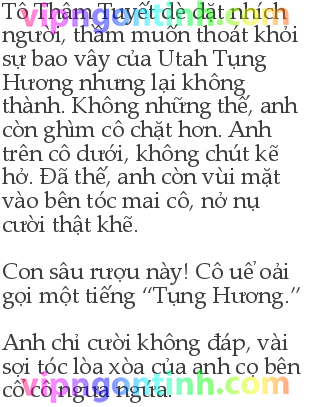 Tô Thâm Tuyết dè dặt nhích
vipngontinh.com
người, thầm muốn thoát khỏi
sự bao vây của Utah Tụng
Hương nhưng lại không
thành. Không những thế, anh
còn ghìm cô chặt hơn. Anh
trên cô dưới, không chút kẽ
hở. Đã thế, anh còn vùi mặt
vào bên tóc mai cô, nở nụ
cười thật khẽ.
Con sâu rượu này! Cô uể oải
gọi một tiếng “Tụng Hương.”
Anh chỉ cười không đáp, vài
sợi tóc lòa xòa của anh cọ bên
vipngontinh.com
cổ cô ngưa ngứa.